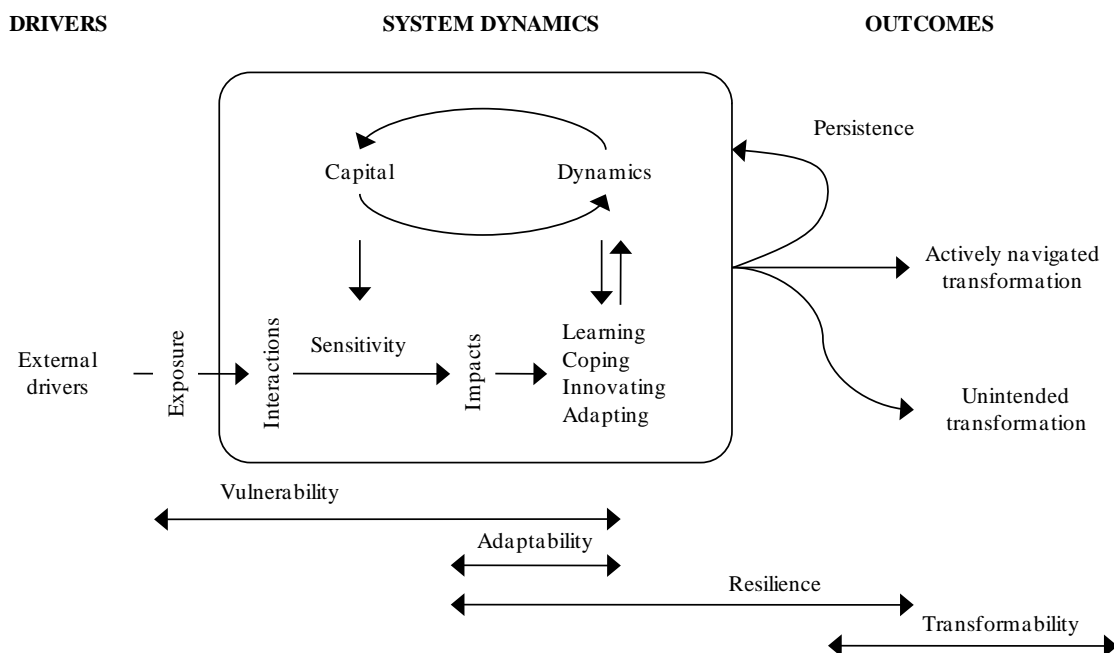 DRIVERS
SYSTEM DYNAMICS
OUTCOMES
Persistence
Capital
Dynamics
Actively navigated
transformation
External
drivers
Exposure
Interactions
Sensitivity
Impacts
Learning
Coping
Innovating
Adapting
Unintended
transformation
Vulnerability
Adaptability
Resilience
Transformability